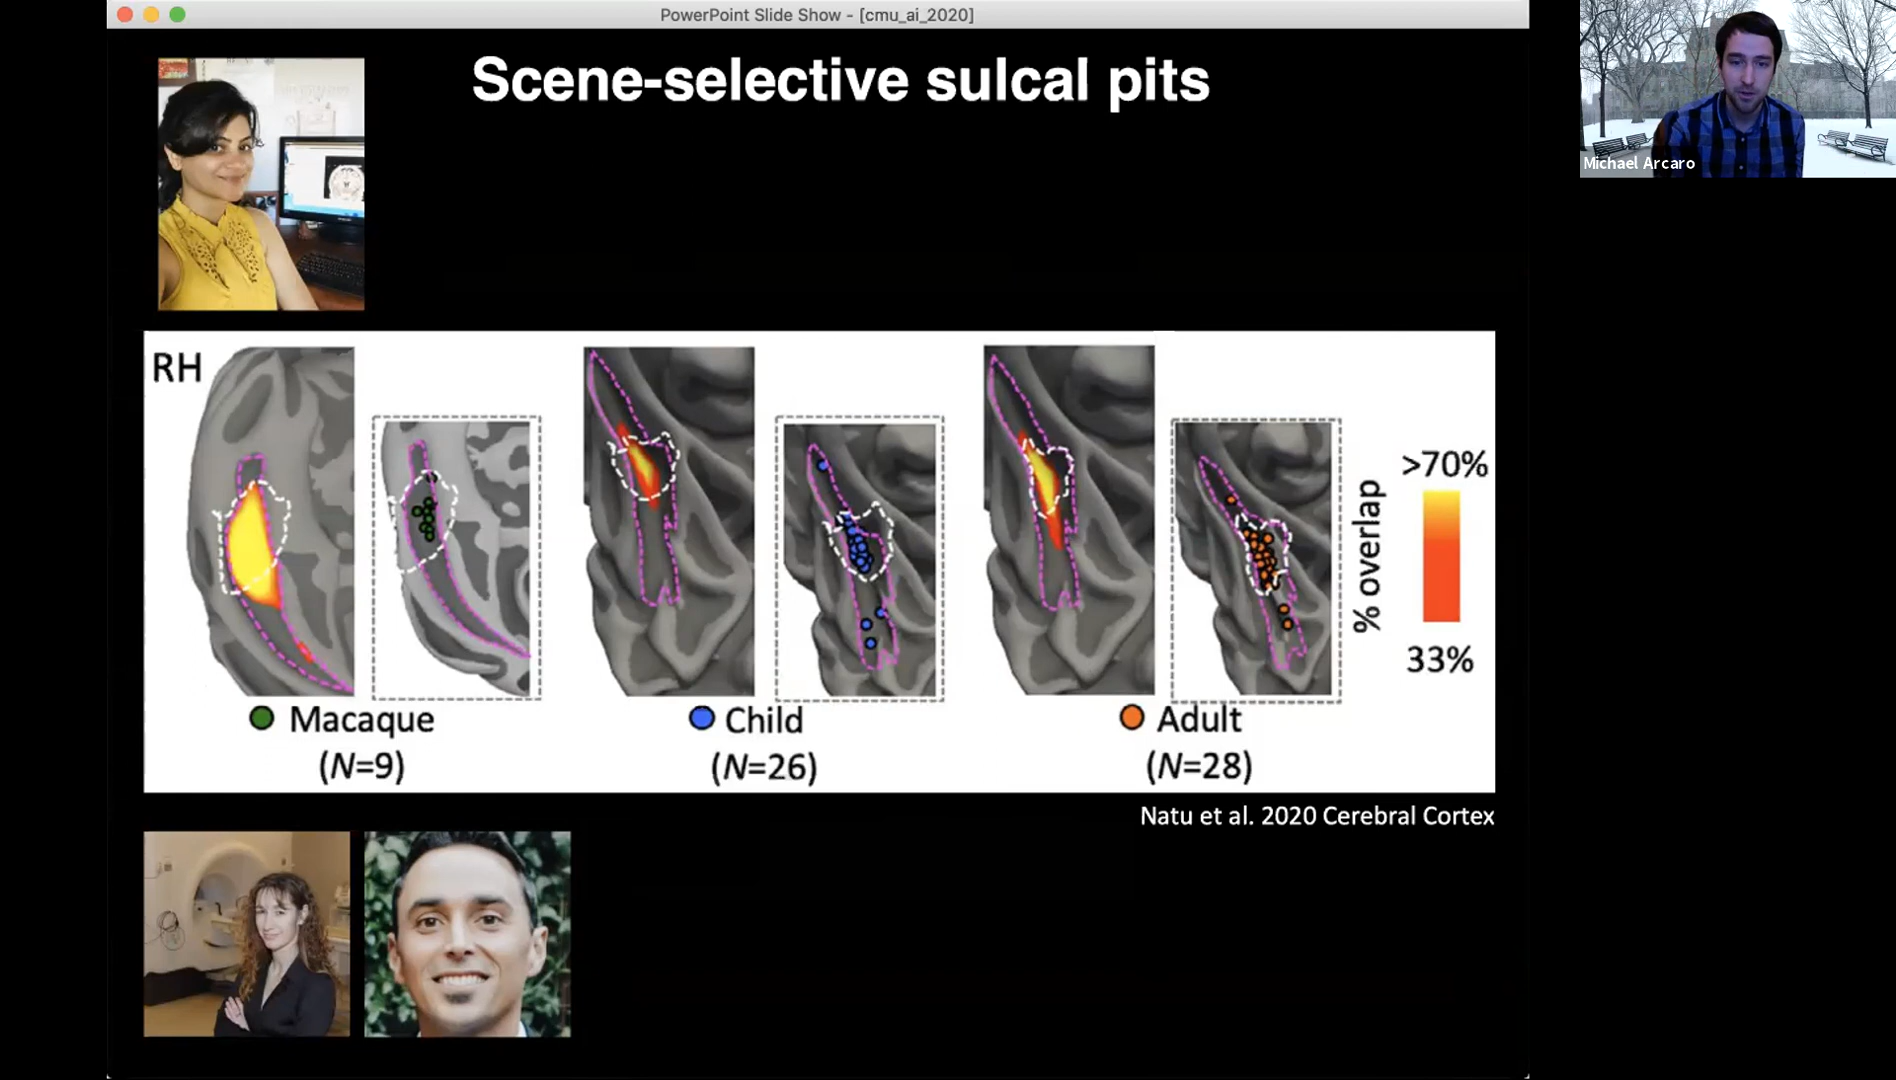 PowerPoint Slide Show - [cmu_ai_2020]
Scene-selective sulcal pits
Michael Arcaro
RH
>70%
% overlap
33%
Macaque
(N=9)
Child
(N=26)
Adult
(N=28)
Natu et al. 2020 Cerebral Cortex